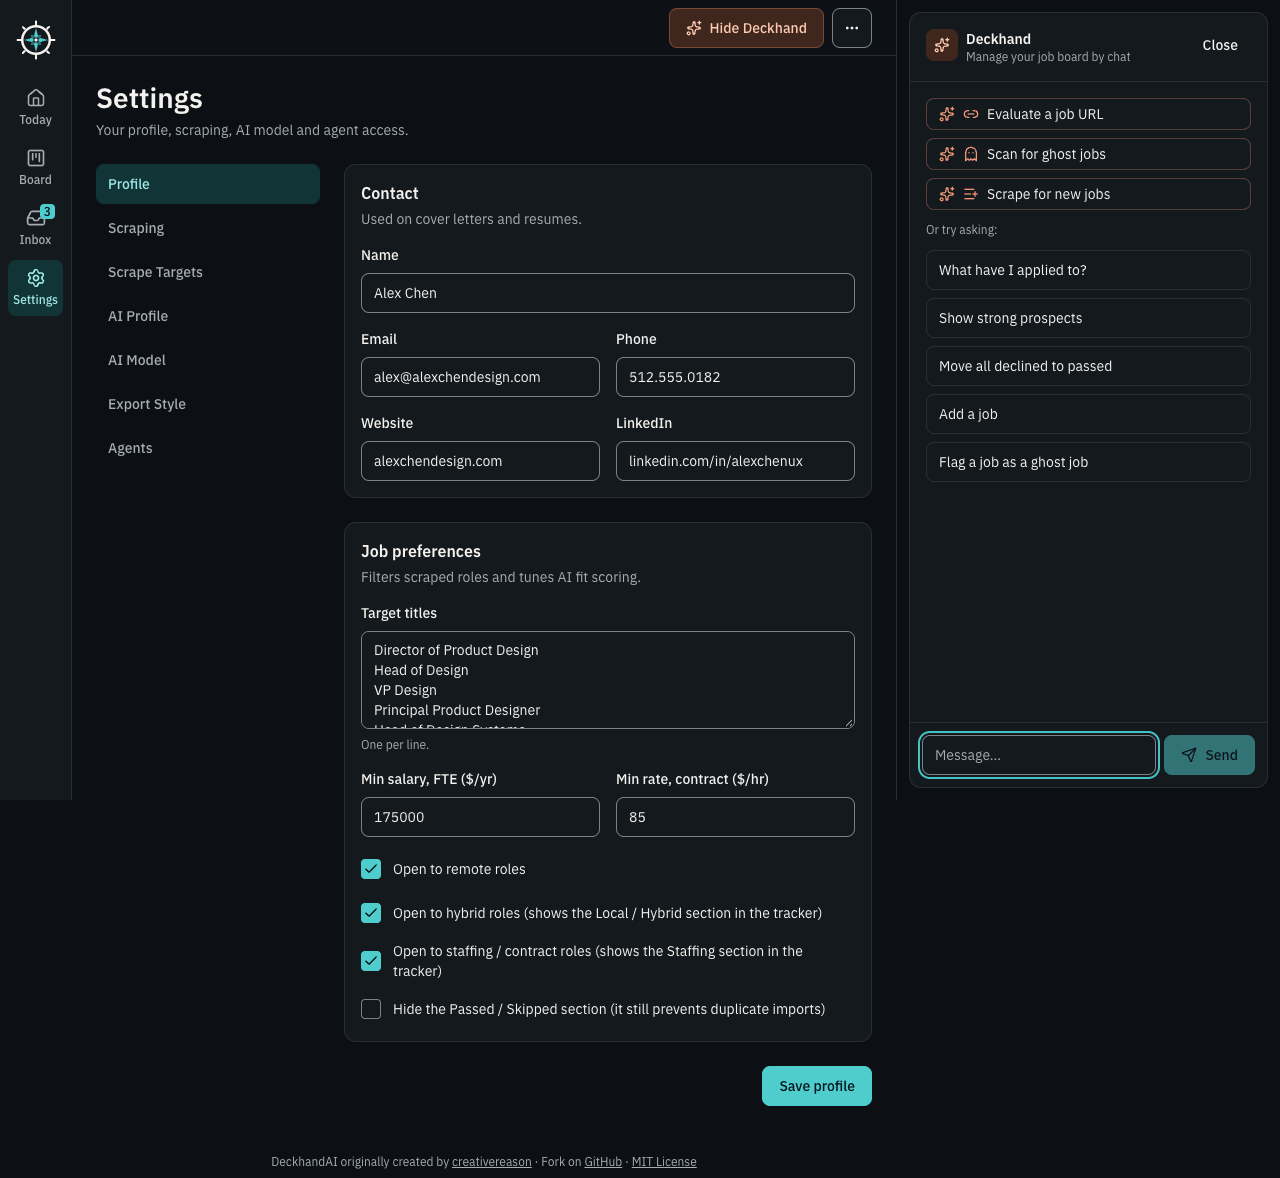 Today
Board
3
Inbox
Settings
Hide Deckhand
Settings
Your profile, scraping, AI model and agent access.
Profile
Scraping
Scrape Targets
AI Profile
AI Model
Export Style
Agents
Contact
Used on cover letters and resumes.
Name
Alex Chen
Email
Phone
alex@alexchendesign.com
512.555.0182
Website
LinkedIn
alexchendesign.com
linkedin.com/in/alexchenux
Job preferences
Filters scraped roles and tunes AI fit scoring.
Target titles
Director of Product Design
Head of Design
VP Design
Principal Product Designer
Head of Design Systems
One per line.
Min salary, FTE ($/yr)
Min rate, contract ($/hr)
175000
85
Open to remote roles
Open to hybrid roles (shows the Local / Hybrid section in the tracker)
Open to staffing / contract roles (shows the Staffing section in the
tracker)
Hide the Passed / Skipped section (it still prevents duplicate imports)
Save profile
DeckhandAI originally created by creativereason · Fork on GitHub · MIT License
Deckhand
Manage your job board by chat
Close
Evaluate a job URL
Scan for ghost jobs
Scrape for new jobs
Or try asking:
What have I applied to?
Show strong prospects
Move all declined to passed
Add a job
Flag a job as a ghost job
Message...
Send